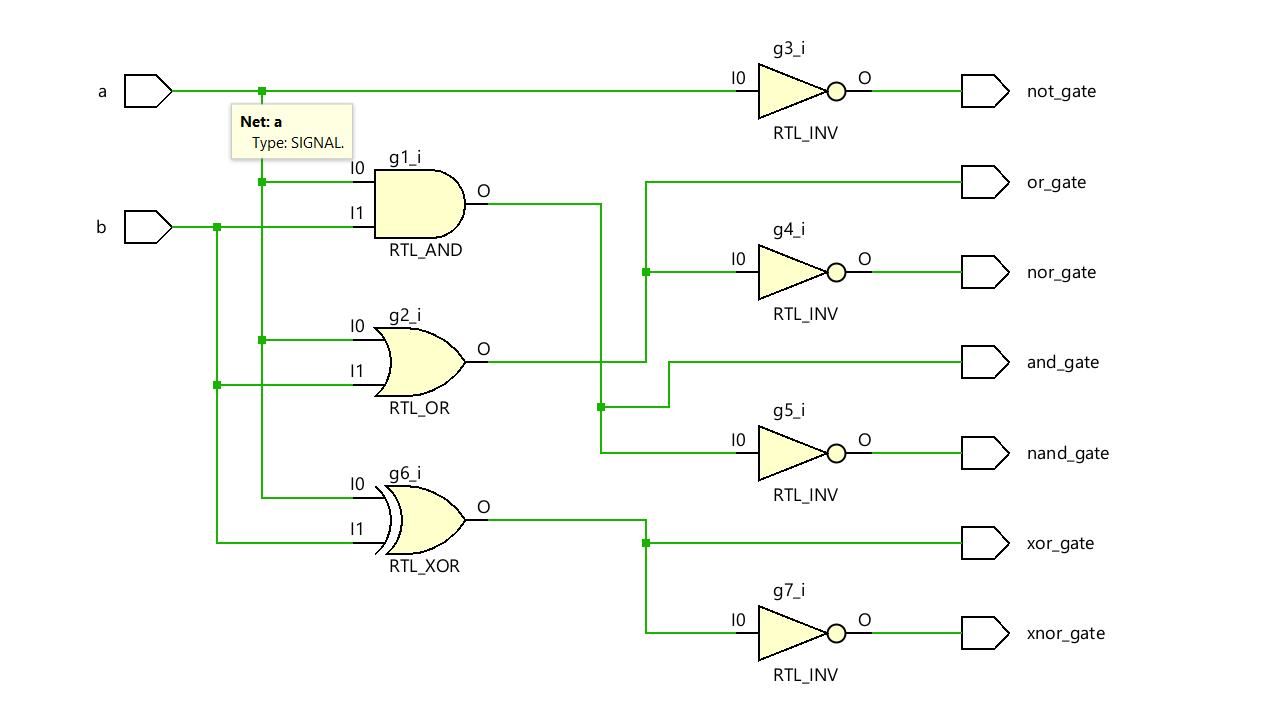 g3_i
a
I0
O
not_gate
RTL_INV
Net: a
Type: SIGNAL.
g1_i
I0
O
I1
RTL_AND
b
or_gate
g4_i
I0
O
nor_gate
RTL_INV
g2_i
I0
O
I1
RTL_OR
and_gate
g5_i
I0
O
nand_gate
RTL_INV
g6_i
I0
O
I1
RTL_XOR
xor_gate
g7_i
I0
O
xnor_gate
RTL_INV